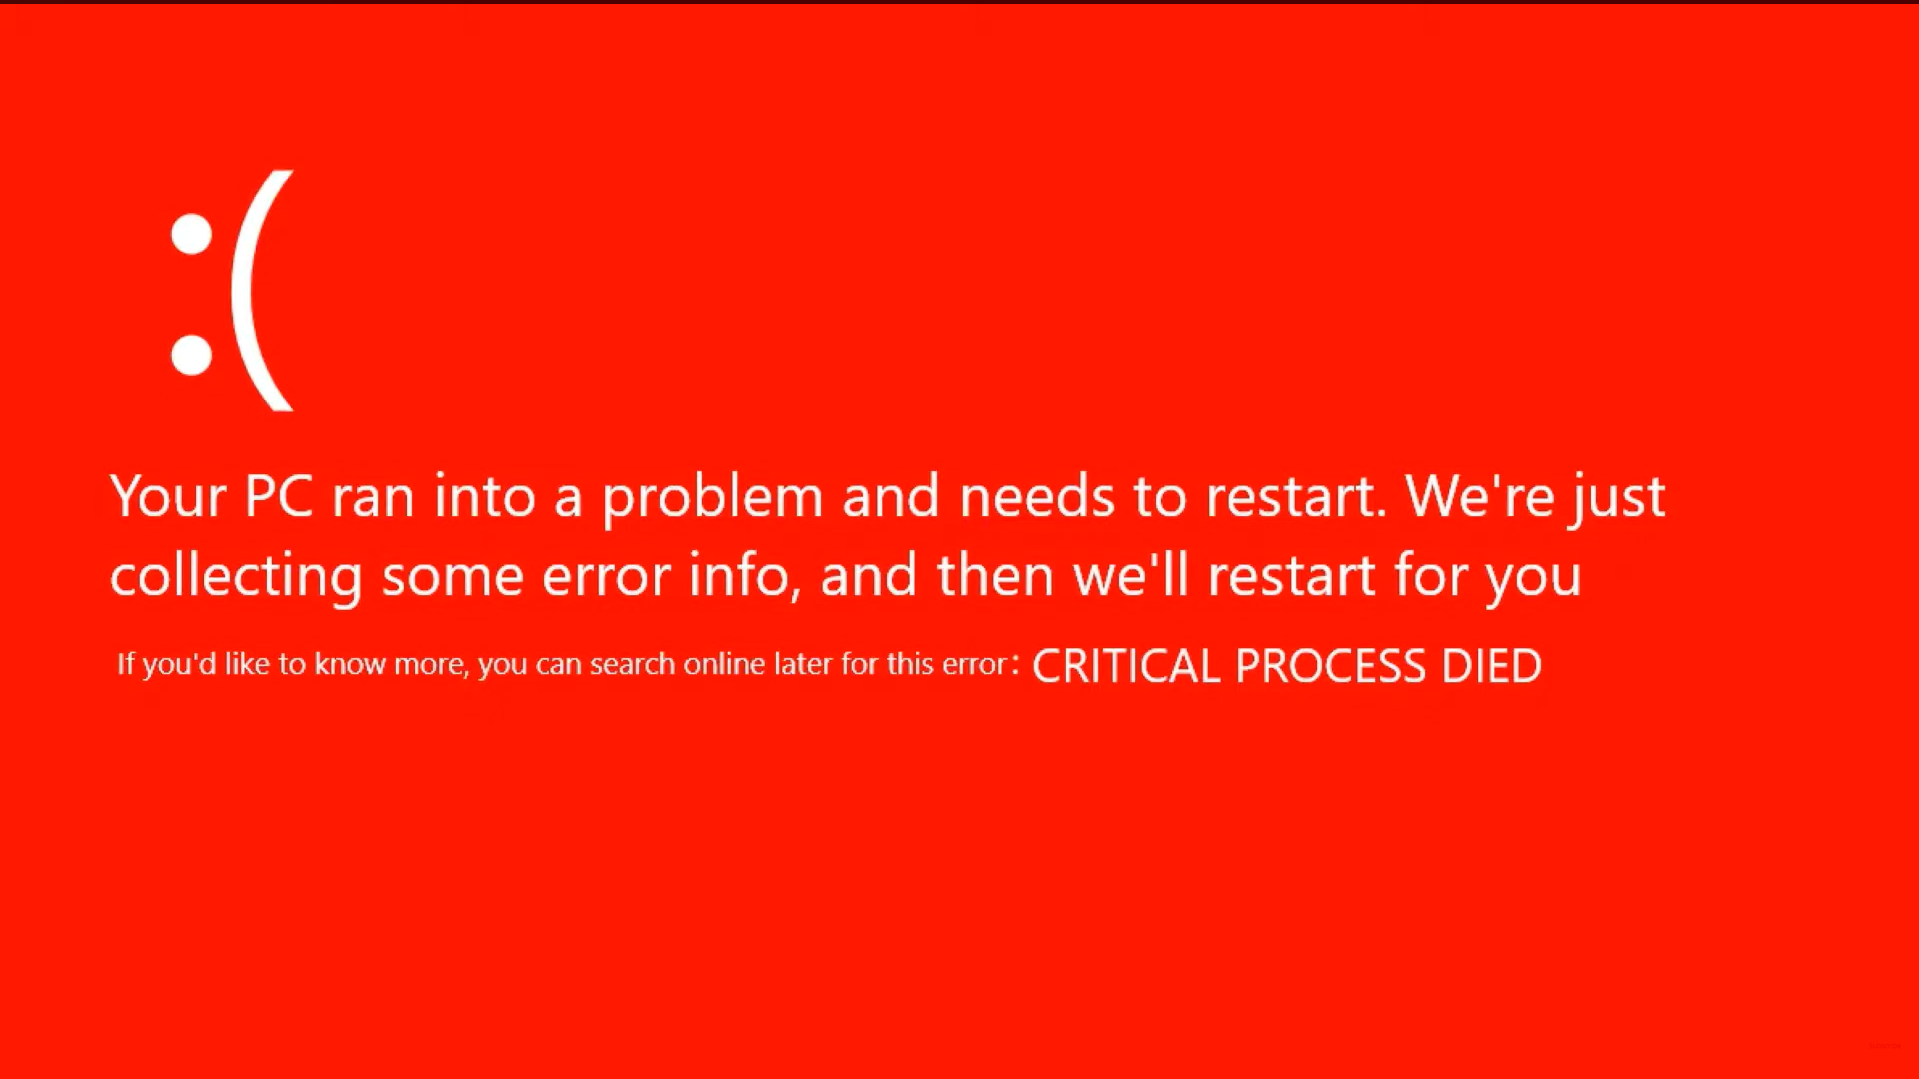 :(
Your PC ran into a problem and needs to restart. We're just
collecting some error info, and then we'll restart for you
If you'd like to know more, you can search online later for this error: CRITICAL PROCESS DIED